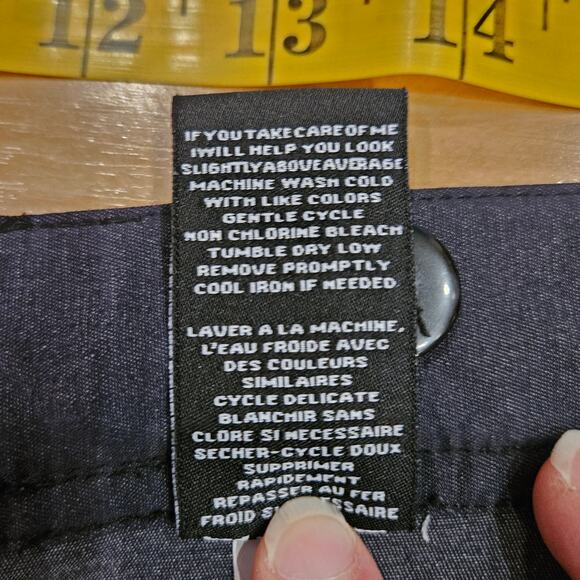 12 13 14
IF YOU TAKE CARE OF ME
I WILL HELP YOU LOOK
SLIGHTLY ABOVE AVERAGE
MACHINE WASH COLD
WITH LIKE COLORS
GENTLE CYCLE
NON CHLORINE BLEACH
TUMBLE DRY LOW
REMOVE PROMPTLY
COOL IRON IF NEEDED
LAVER A LA MACHINE,
L'EAU FROIDE AVEC
DES COULEURS
SIMILAIRES
CYCLE DELICATE
BLANCHIR SANS
CLORE SI NECESSAIRE
SECHER-CYCLE DOUX
SUPPRIMER
RAPIDEMENT
REPASSER AU FER
FROID